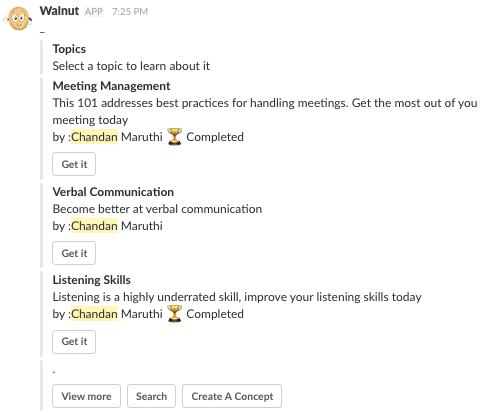 Walnut APP 7:25 PM
_
Topics
Select a topic to learn about it
Meeting Management
This 101 addresses best practices for handling meetings. Get the most out of you
meeting today
by :Chandan Maruthi 🏆 Completed
Get it
Verbal Communication
Become better at verbal communication
by :Chandan Maruthi
Get it
Listening Skills
Listening is a highly underrated skill, improve your listening skills today
by :Chandan Maruthi 🏆 Completed
Get it
.
View more Search Create A Concept